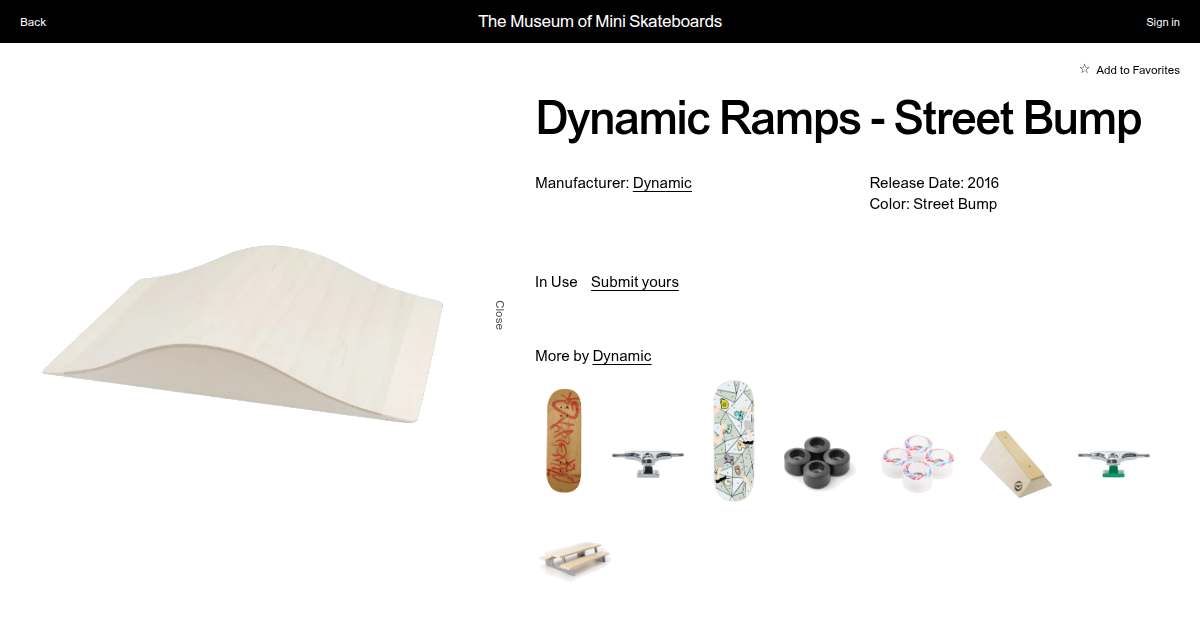 Back
The Museum of Mini Skateboards
Sign in
☆ Add to Favorites
Dynamic Ramps - Street Bump
Manufacturer: Dynamic
Release Date: 2016
Color: Street Bump
In Use Submit yours
Close
More by Dynamic